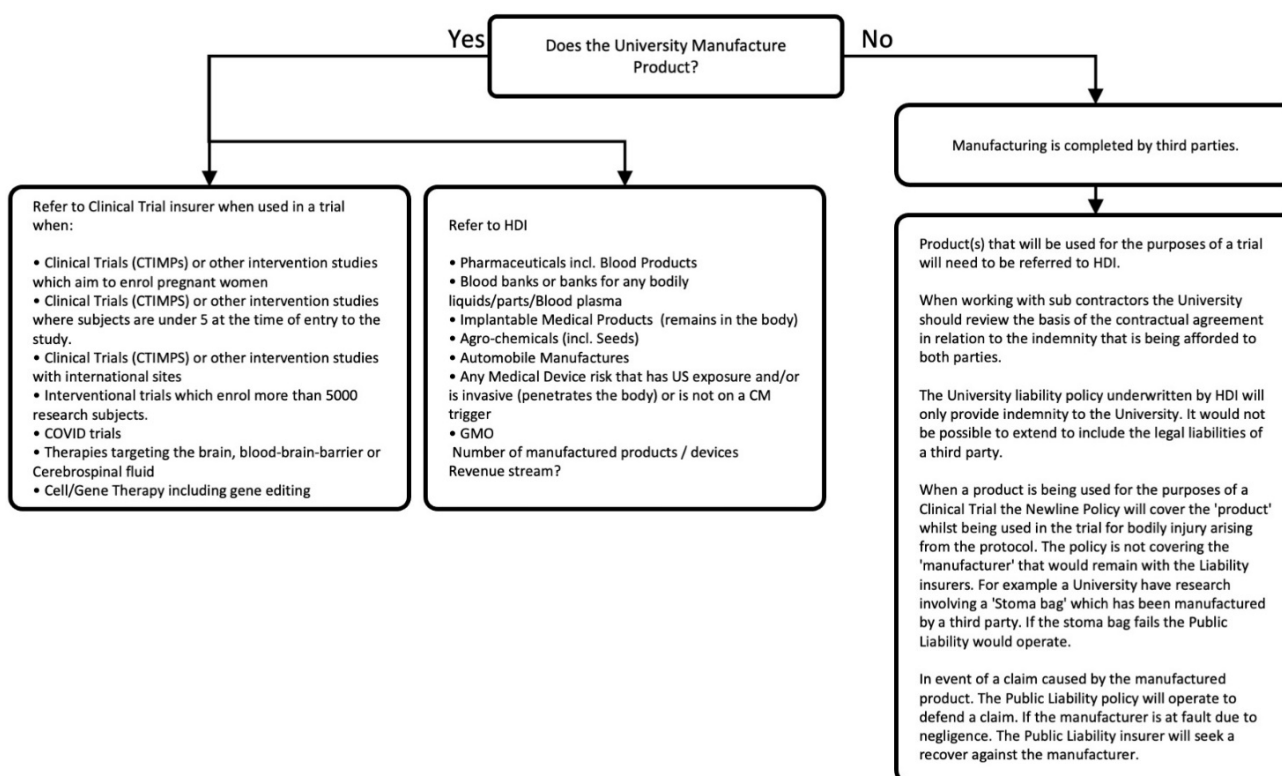 Yes
Does the University Manufacture
Product?
No
Manufacturing is completed by third parties.
Refer to Clinical Trial insurer when used in a trial
when:
• Clinical Trials (CTIMPs) or other intervention studies
which aim to enrol pregnant women
• Clinical Trials (CTIMPS) or other intervention studies
where subjects are under 5 at the time of entry to the
study.
• Clinical Trials (CTIMPS) or other intervention studies
with international sites
• Interventional trials which enrol more than 5000
research subjects.
• COVID trials
• Therapies targeting the brain, blood-brain-barrier or
Cerebrospinal fluid
• Cell/Gene Therapy including gene editing
Refer to HDI
• Pharmaceuticals incl. Blood Products
• Blood banks or banks for any bodily
liquids/parts/Blood plasma
• Implantable Medical Products (remains in the body)
• Agro-chemicals (incl. Seeds)
• Automobile Manufactures
• Any Medical Device risk that has US exposure and/or
is invasive (penetrates the body) or is not on a CM
trigger
• GMO
Number of manufactured products / devices
Revenue stream?
Product(s) that will be used for the purposes of a trial
will need to be referred to HDI.
When working with sub contractors the University
should review the basis of the contractual agreement
in relation to the indemnity that is being afforded to
both parties.
The University liability policy underwritten by HDI will
only provide indemnity to the University. It would not
be possible to extend to include the legal liabilities of
a third party.
When a product is being used for the purposes of a
Clinical Trial the Newline Policy will cover the 'product'
whilst being used in the trial for bodily injury arising
from the protocol. The policy is not covering the
'manufacturer' that would remain with the Liability
insurers. For example a University have research
involving a 'Stoma bag' which has been manufactured
by a third party. If the stoma bag fails the Public
Liability would operate.
In event of a claim caused by the manufactured
product. The Public Liability policy will operate to
defend a claim. If the manufacturer is at fault due to
negligence. The Public Liability insurer will seek a
recover against the manufacturer.